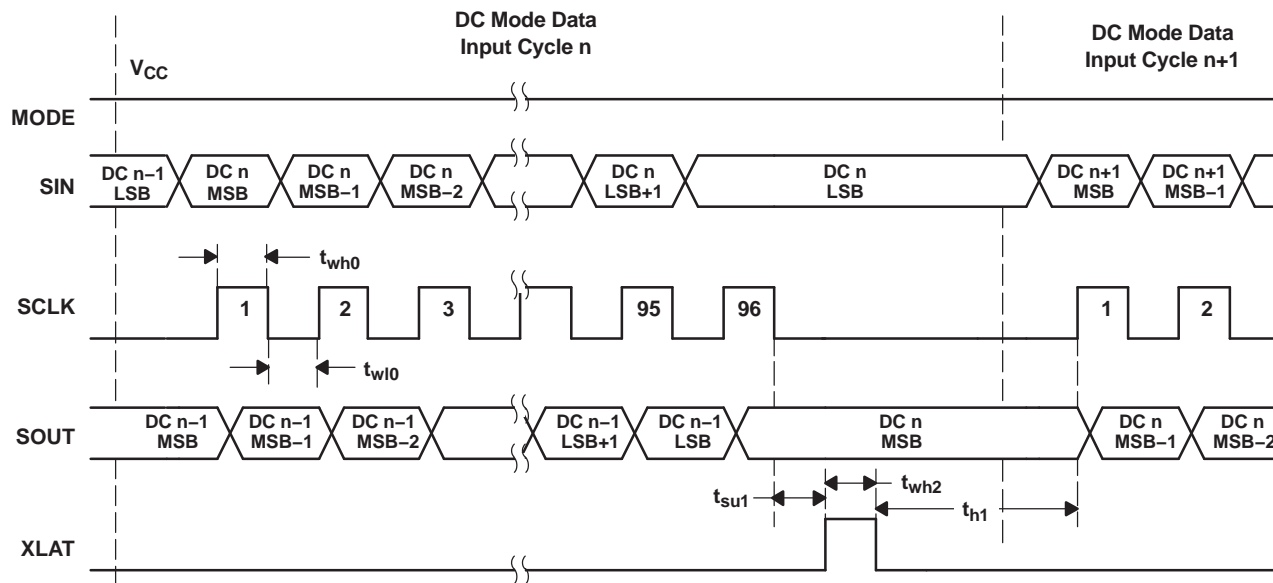 DC Mode Data
Input Cycle n
DC Mode Data
Input Cycle n+1
VCC
MODE
SIN
DC n–1
LSB
DC n
MSB
DC n
MSB–1
DC n
MSB–2
DC n
LSB+1
DC n
LSB
DC n+1
MSB
DC n+1
MSB–1
twh0
SCLK
1
2
3
95
96
1
2
twl0
SOUT
DC n–1
MSB
DC n–1
MSB–1
DC n–1
MSB–2
DC n–1
LSB+1
DC n–1
LSB
DC n
MSB
DC n
MSB–1
DC n
MSB–2
tsu1
twh2
th1
XLAT